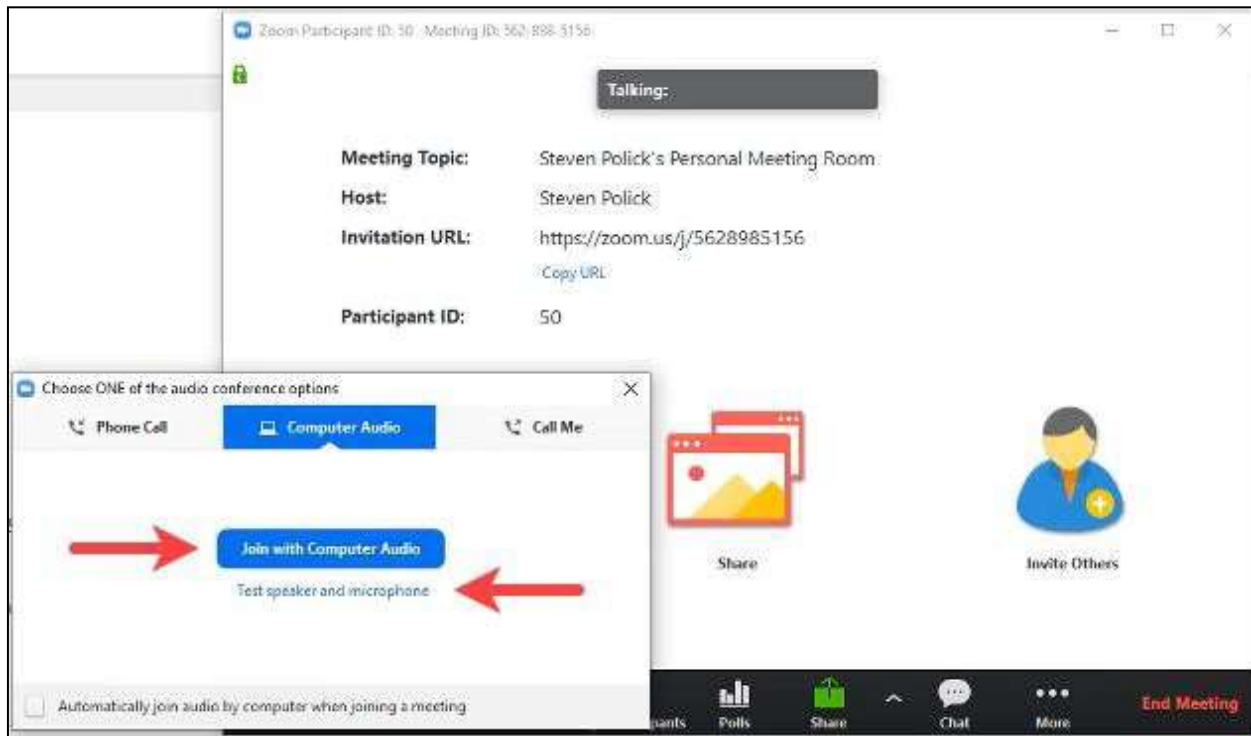 Zoom Participant ID: 50 Meeting ID: 562-898-5156
Talking:
Meeting Topic: Steven Polick's Personal Meeting Room
Host: Steven Polick
Invitation URL: https://zoom.us/j/5628985156
Copy URL
Participant ID: 50
Choose ONE of the audio conference options
Phone Call Computer Audio Call Me
Join with Computer Audio
Test speaker and microphone
Share Invite Others
Automatically join audio by computer when joining a meeting
pants Polls Share Chat More End Meeting